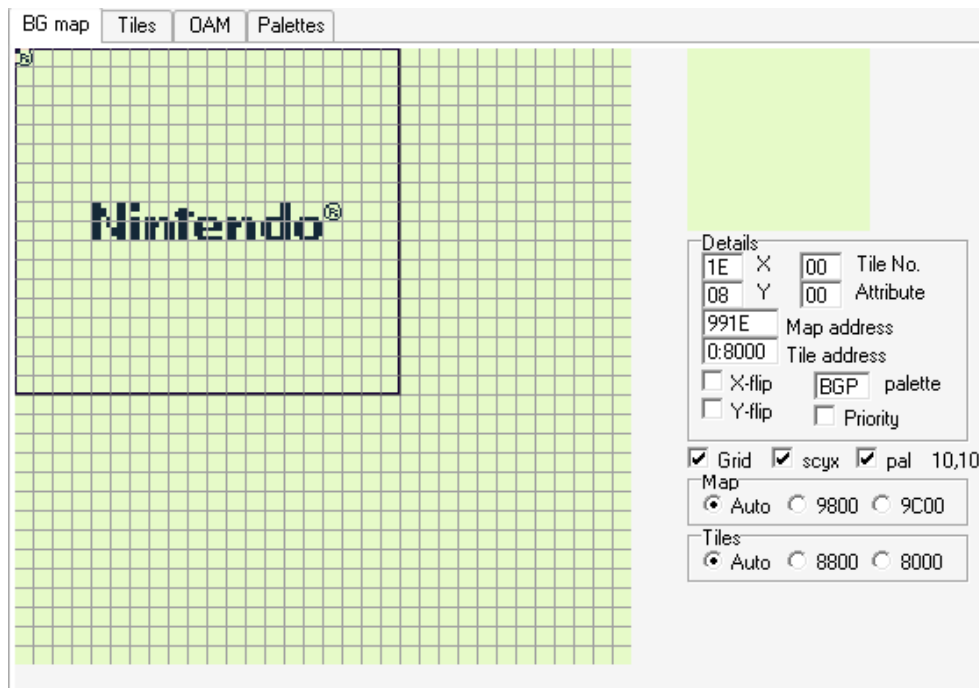 BG map Tiles OAM Palettes
®
Nintendo®
Details
1E X 00 Tile No.
08 Y 00 Attribute
991E Map address
0:8000 Tile address
X-flip BGP palette
Y-flip Priority
Grid scyx pal 10,10
Map
Auto 9800 9C00
Tiles
Auto 8800 8000